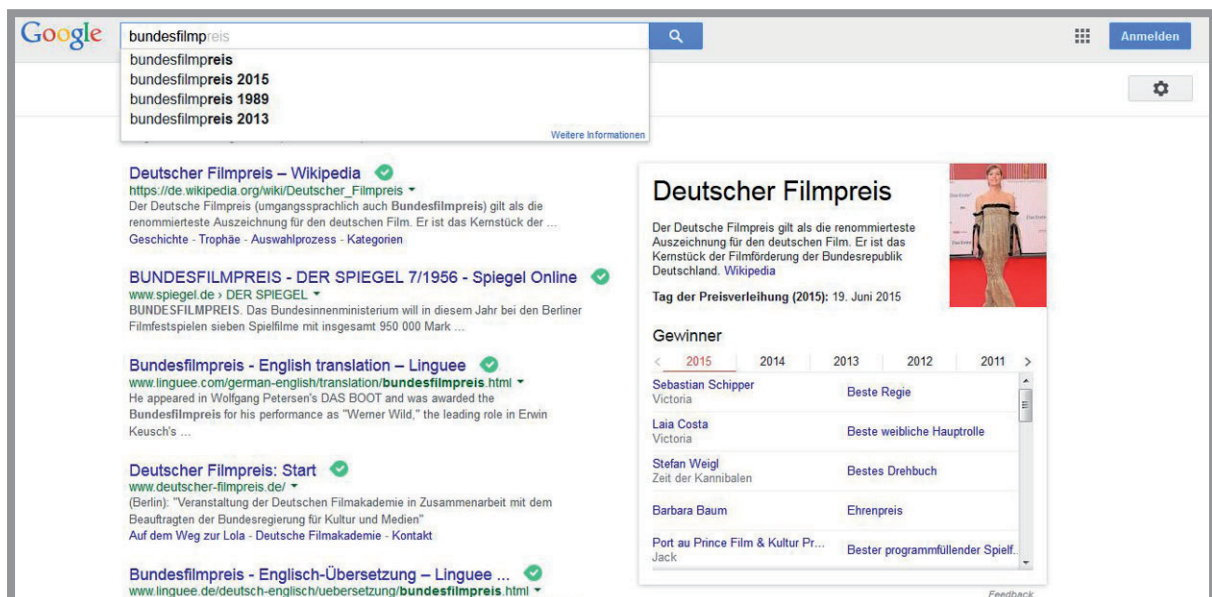 Google
bundesfilmpreis
Anmelden
bundesfilmpreis
bundesfilmpreis 2015
bundesfilmpreis 1989
bundesfilmpreis 2013
Weitere Informationen
Deutscher Filmpreis – Wikipedia
https://de.wikipedia.org/wiki/Deutscher_Filmpreis
Der Deutsche Filmpreis (umgangssprachlich auch Bundesfilmpreis) gilt als die
renommierteste Auszeichnung für den deutschen Film. Er ist das Kernstück der ...
Geschichte - Trophäe - Auswahlprozess - Kategorien
BUNDESFILMPREIS - DER SPIEGEL 7/1956 - Spiegel Online
www.spiegel.de › DER SPIEGEL
BUNDESFILMPREIS. Das Bundesinnenministerium will in diesem Jahr bei den Berliner
Filmfestspielen sieben Spielfilme mit insgesamt 950 000 Mark ...
Bundesfilmpreis - English translation – Linguee
www.linguee.com/german-english/translation/bundesfilmpreis.html
He appeared in Wolfgang Petersen's DAS BOOT and was awarded the
Bundesfilmpreis for his performance as "Werner Wild," the leading role in Erwin
Keusch's ...
Deutscher Filmpreis: Start
www.deutscher-filmpreis.de/
(Berlin): "Veranstaltung der Deutschen Filmakademie in Zusammenarbeit mit dem
Beauftragten der Bundesregierung für Kultur und Medien"
Auf dem Weg zur Lola - Deutsche Filmakademie - Kontakt
Bundesfilmpreis - Englisch-Übersetzung – Linguee ...
www.linguee.de/deutsch-englisch/uebersetzung/bundesfilmpreis.html
Deutscher Filmpreis
Der Deutsche Filmpreis gilt als die renommierteste
Auszeichnung für den deutschen Film. Er ist das
Kernstück der Filmförderung der Bundesrepublik
Deutschland. Wikipedia
Tag der Preisverleihung (2015): 19. Juni 2015
Gewinner
< 2015 2014 2013 2012 2011 >
Sebastian Schipper Beste Regie
Victoria
Laia Costa Beste weibliche Hauptrolle
Victoria
Stefan Weigl Bestes Drehbuch
Zeit der Kannibalen
Barbara Baum Ehrenpreis
Port au Prince Film & Kultur Pr... Bester programmfüllender Spielf..
Jack
Feedback